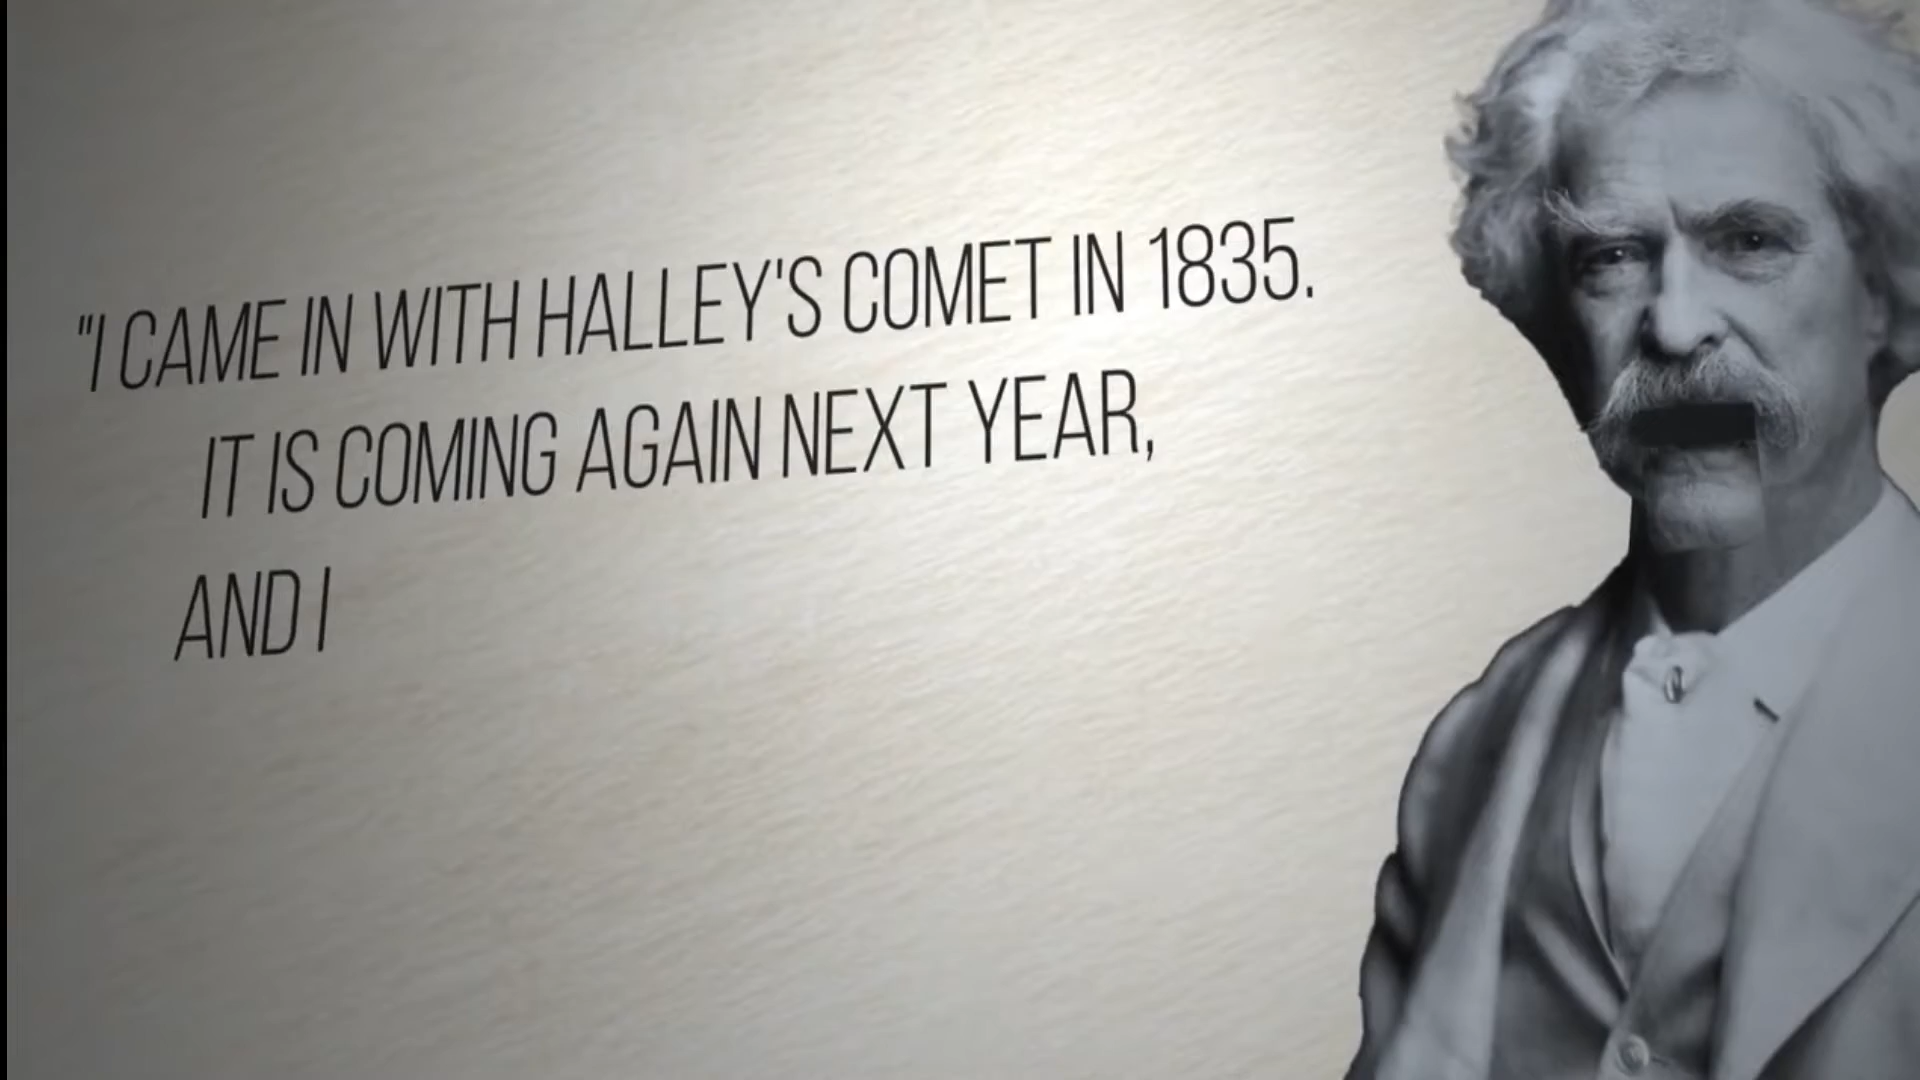 "I CAME IN WITH HALLEY'S COMET IN 1835.
IT IS COMING AGAIN NEXT YEAR,
AND I